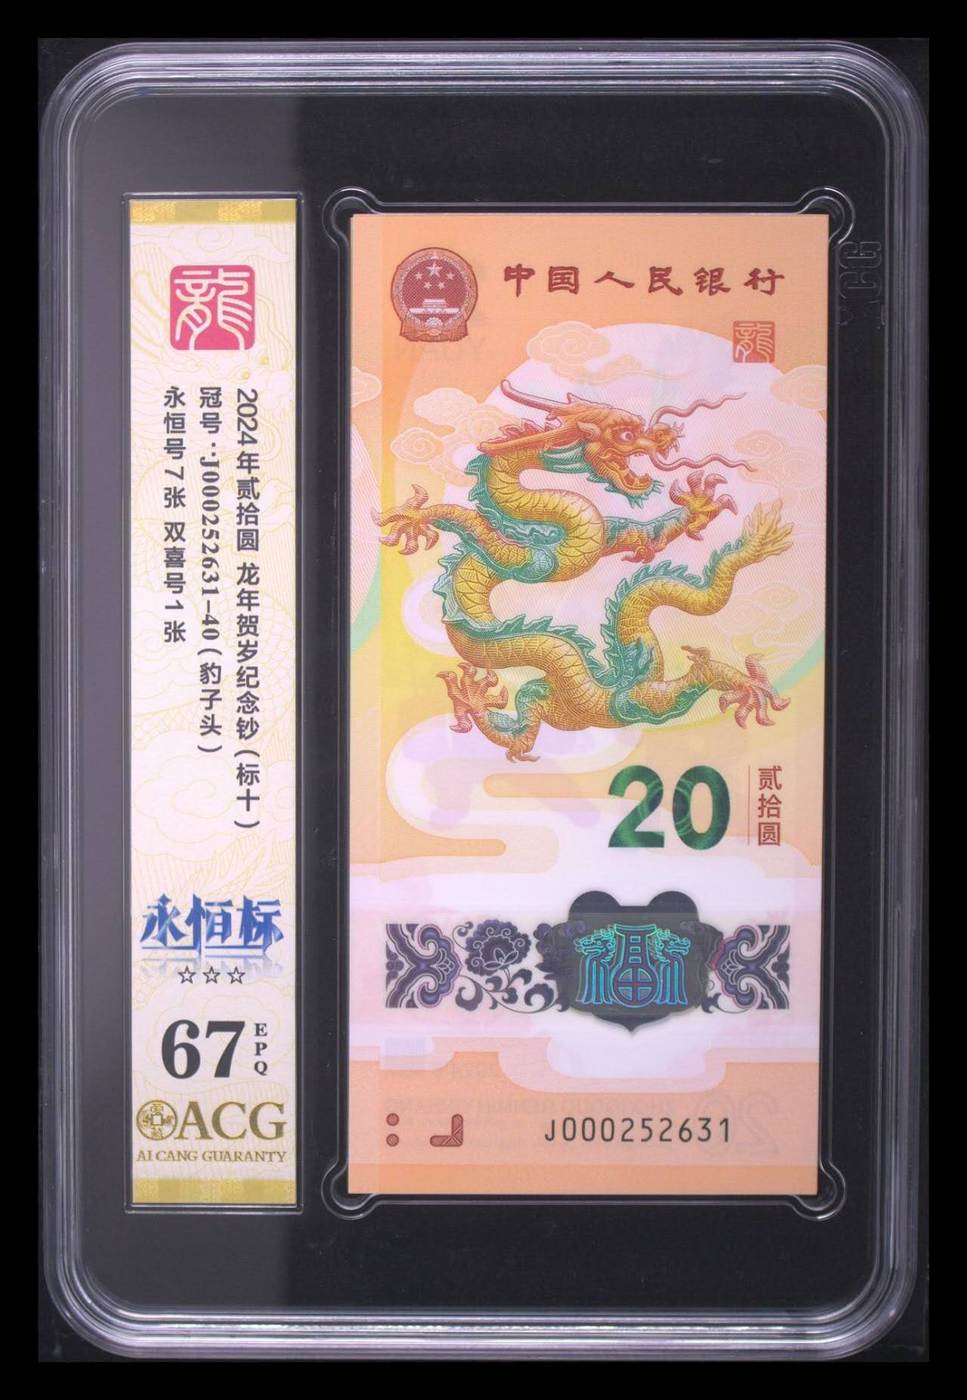 龍
2024年贰拾圆 龙年贺岁纪念钞(标十)
冠号·J000252631-40(豹子头)
永恒号7张 双喜号1张
永恒标
☆☆☆
67 EPQ
ACG
AI CANG GUARANTY
中国人民银行
龍
20 贰拾圆
福
J000252631